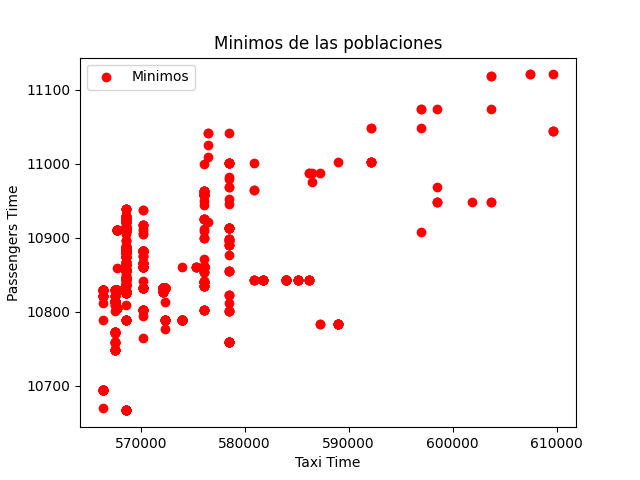 Minimos de las poblaciones
Minimos
11100
11000
10900
10800
10700
Passengers Time
570000 580000 590000 600000 610000
Taxi Time